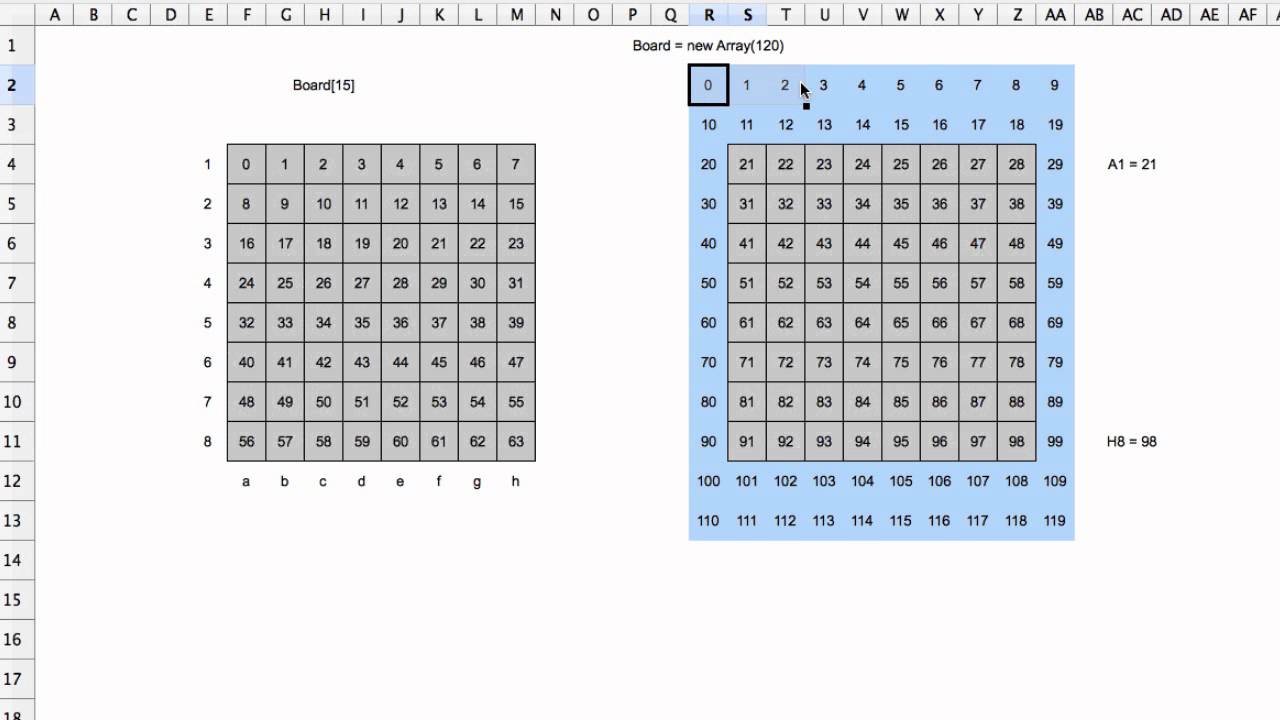 A B C D E F G H I J K L M N O P Q R S T U V W X Y Z AA AB AC AD AE AF
1 Board = new Array(120)
2 Board[15] 0 1 2 3 4 5 6 7 8 9
3 10 11 12 13 14 15 16 17 18 19
4 1 0 1 2 3 4 5 6 7 20 21 22 23 24 25 26 27 28 29 A1 = 21
5 2 8 9 10 11 12 13 14 15 30 31 32 33 34 35 36 37 38 39
6 3 16 17 18 19 20 21 22 23 40 41 42 43 44 45 46 47 48 49
7 4 24 25 26 27 28 29 30 31 50 51 52 53 54 55 56 57 58 59
8 5 32 33 34 35 36 37 38 39 60 61 62 63 64 65 66 67 68 69
9 6 40 41 42 43 44 45 46 47 70 71 72 73 74 75 76 77 78 79
10 7 48 49 50 51 52 53 54 55 80 81 82 83 84 85 86 87 88 89
11 8 56 57 58 59 60 61 62 63 90 91 92 93 94 95 96 97 98 99 H8 = 98
12 a b c d e f g h 100 101 102 103 104 105 106 107 108 109
13 110 111 112 113 114 115 116 117 118 119
14
15
16
17
18